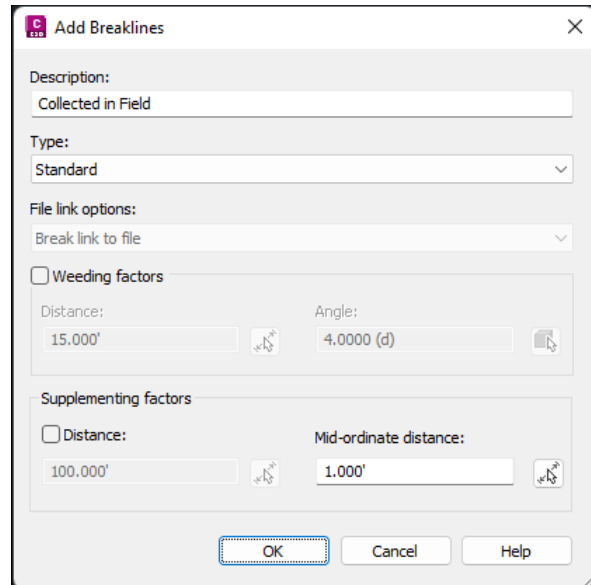 C
C3D
Add Breaklines
Description:
Collected in Field
Type:
Standard
File link options:
Break link to file
Weeding factors
Distance:
Angle:
15.000'
4.0000 (d)
Supplementing factors
Distance:
Mid-ordinate distance:
100.000'
1.000'
OK
Cancel
Help